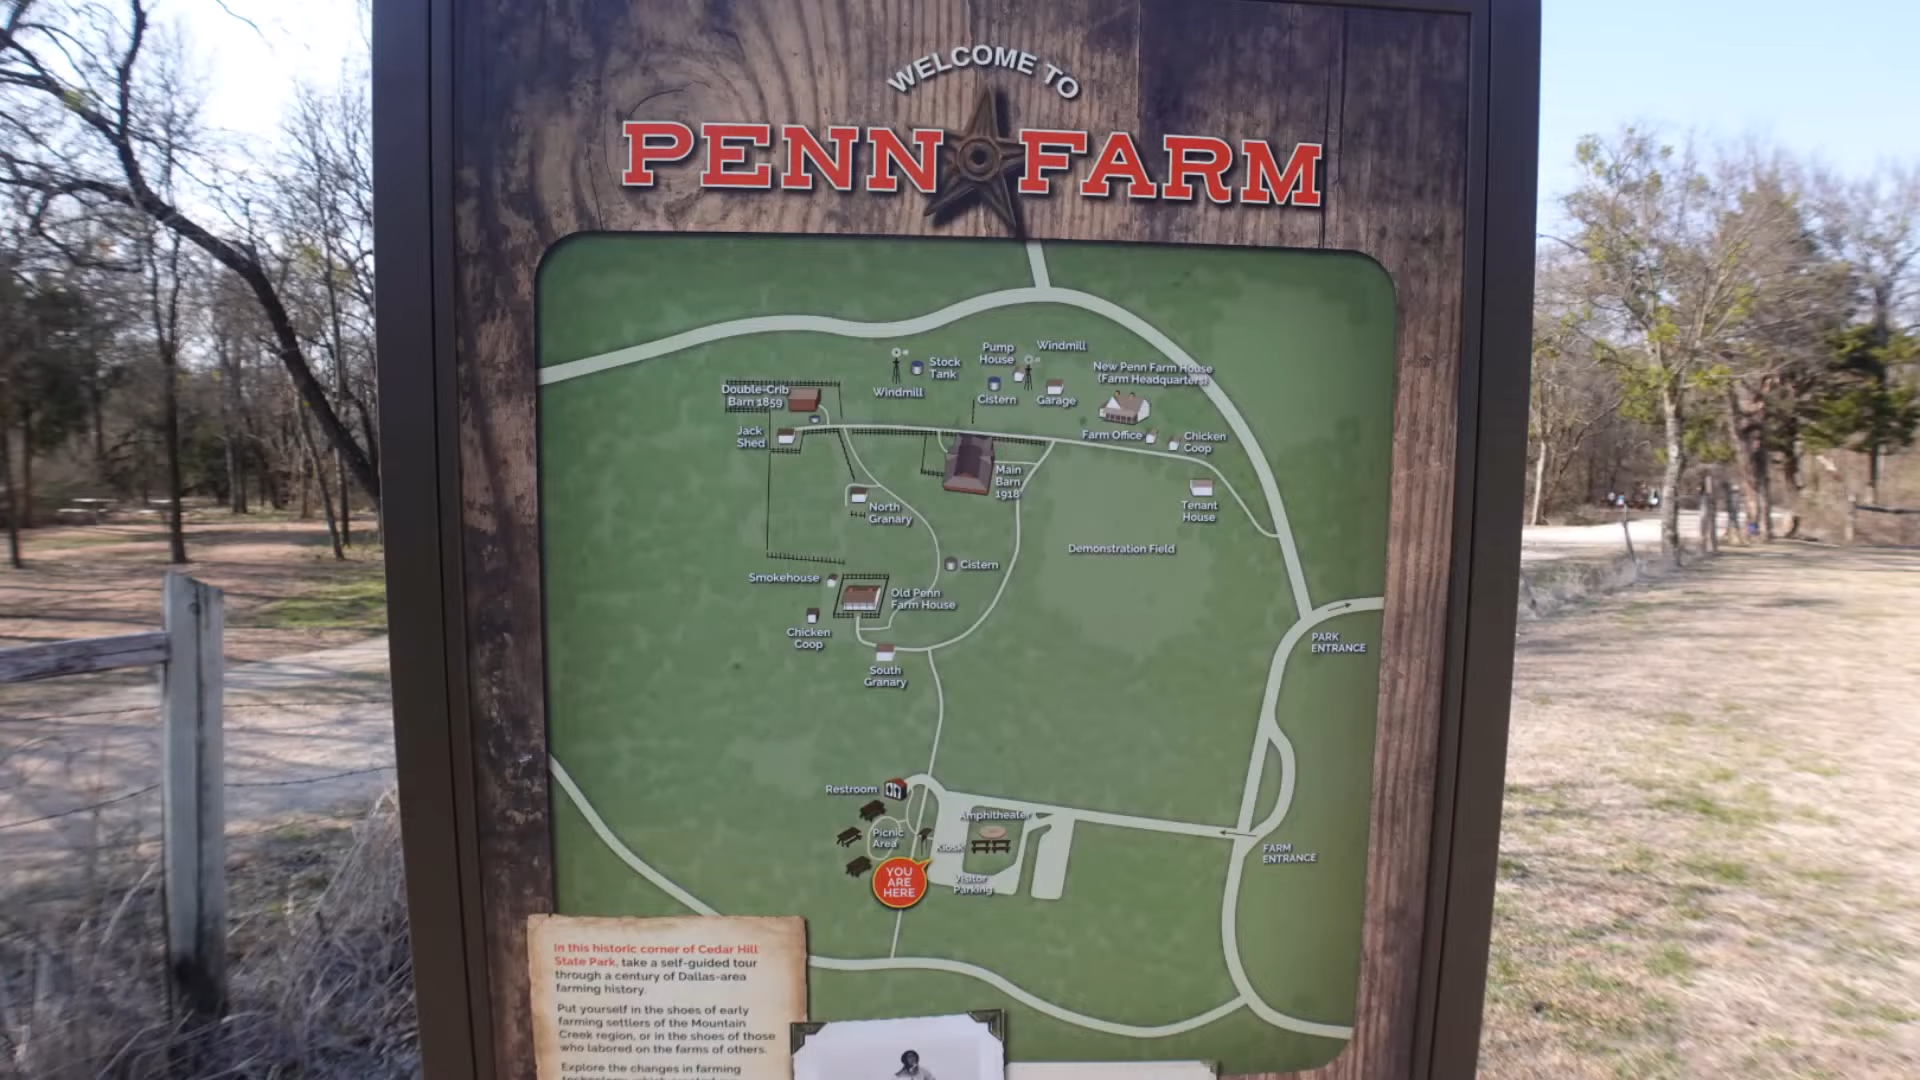 WELCOME TO
PENN FARM
Stock
Tank
Windmill
Pump
House
Windmill
Cistern
Garage
New Penn Farm House
(Farm Headquarters)
Double-Crib
Barn 1859
Jack
Shed
Farm Office
Chicken
Coop
Main
Barn
1918
North
Granary
Tenant
House
Demonstration Field
Cistern
Smokehouse
Old Penn
Farm House
Chicken
Coop
South
Granary
PARK
ENTRANCE
Restroom
Amphitheater
Picnic
Area
Kiosk
YOU
ARE
HERE
Visitor
Parking
FARM
ENTRANCE
In this historic corner of Cedar Hill
State Park, take a self-guided tour
through a century of Dallas-area
farming history.
Put yourself in the shoes of early
farming settlers of the Mountain
Creek region, or in the shoes of those
who labored on the farms of others.
Explore the changes in farming